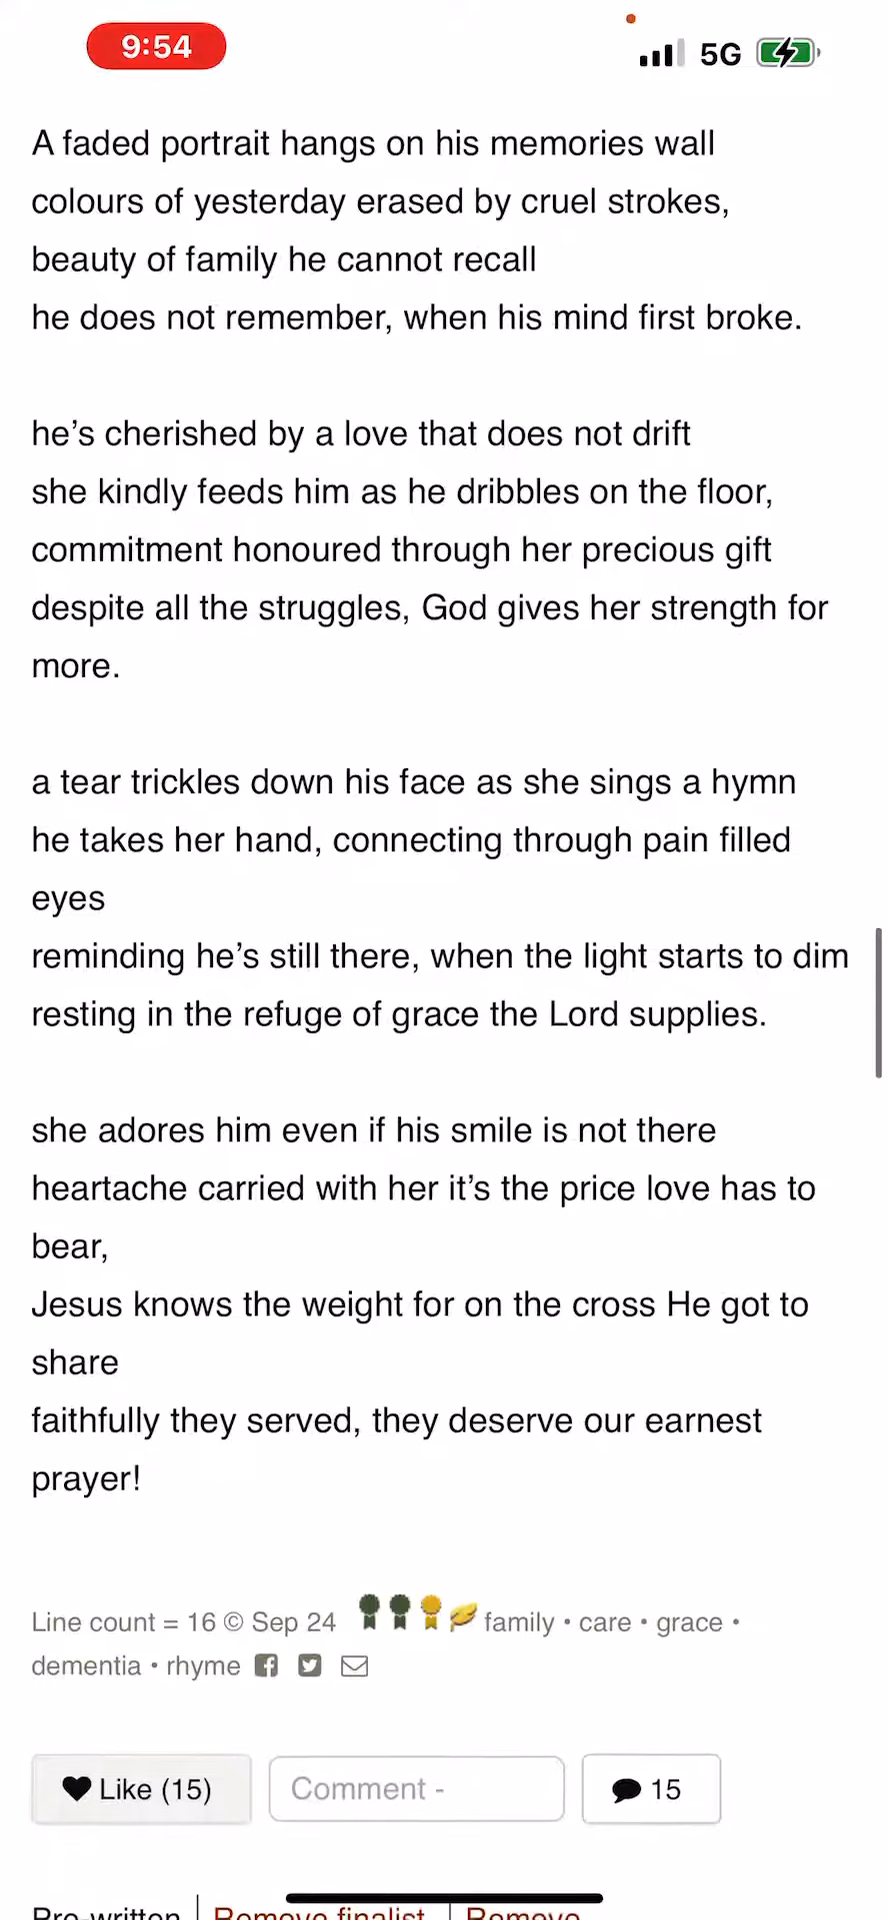 9:54
5G
A faded portrait hangs on his memories wall
colours of yesterday erased by cruel strokes,
beauty of family he cannot recall
he does not remember, when his mind first broke.
he’s cherished by a love that does not drift
she kindly feeds him as he dribbles on the floor,
commitment honoured through her precious gift
despite all the struggles, God gives her strength for
more.
a tear trickles down his face as she sings a hymn
he takes her hand, connecting through pain filled
eyes
reminding he’s still there, when the light starts to dim
resting in the refuge of grace the Lord supplies.
she adores him even if his smile is not there
heartache carried with her it’s the price love has to
bear,
Jesus knows the weight for on the cross He got to
share
faithfully they served, they deserve our earnest
prayer!
Line count = 16 © Sep 24 family • care • grace •
dementia • rhyme
Like (15) Comment - 15
Pre-written Remove finalist Remove